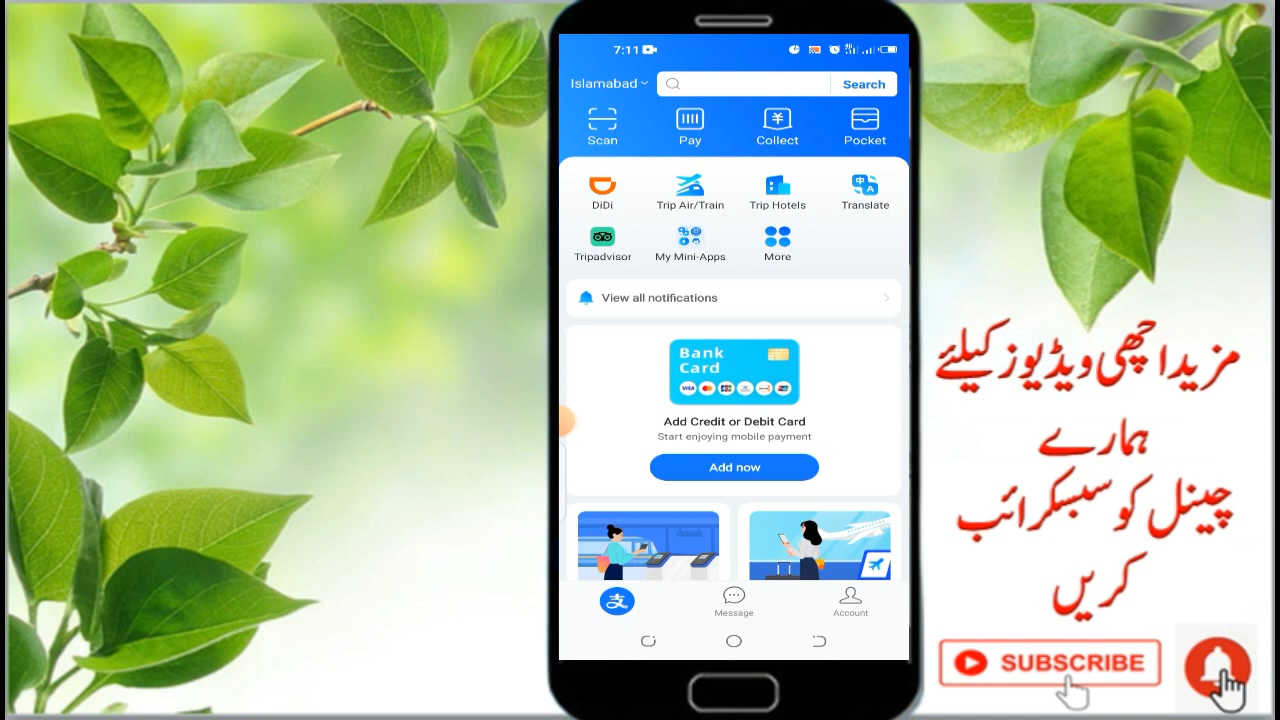 7:11
Islamabad
Search
Scan
Pay
Collect
Pocket
DiDi
Trip Air/Train
Trip Hotels
Translate
Tripadvisor
My Mini-Apps
More
View all notifications
Bank
Card
VISA
Add Credit or Debit Card
Start enjoying mobile payment
Add now
支
Message
Account
مزید اچھی ویڈیوز کیلئے
ہمارے
چینل کو سبسکرائب
کریں
SUBSCRIBE